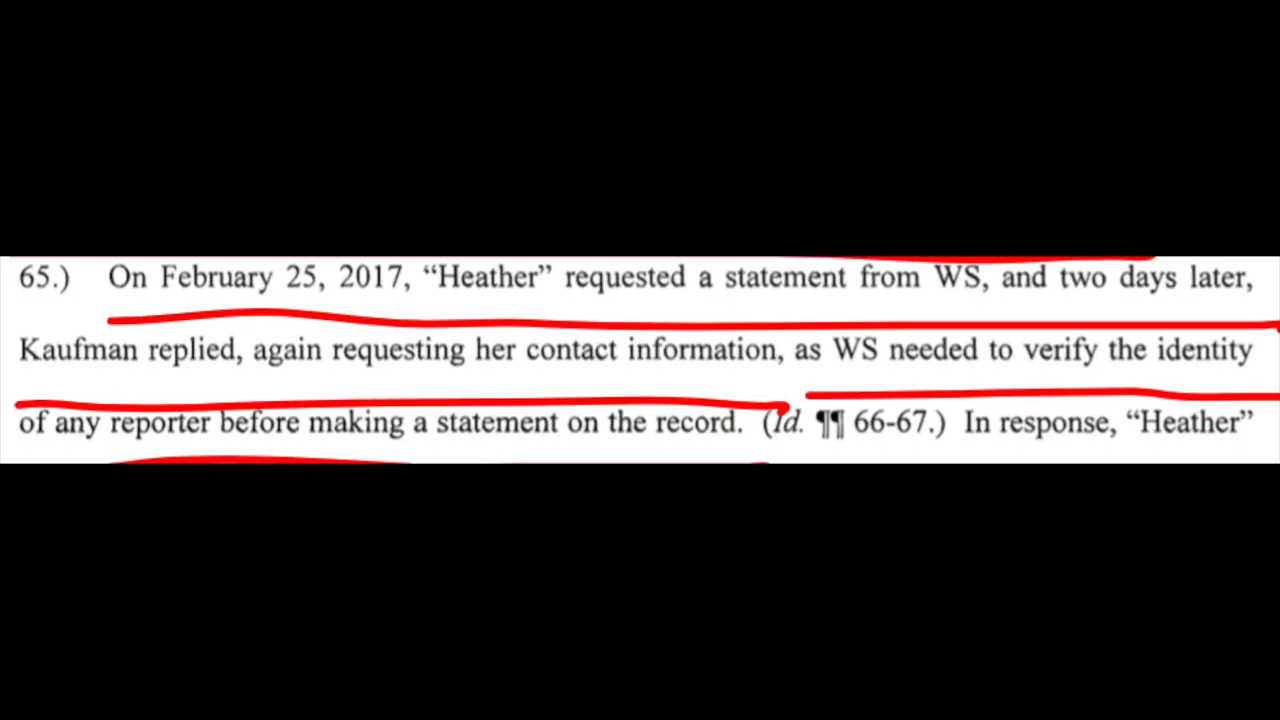 65.) On February 25, 2017, “Heather” requested a statement from WS, and two days later,
Kaufman replied, again requesting her contact information, as WS needed to verify the identity
of any reporter before making a statement on the record. (Id. ¶¶ 66-67.) In response, “Heather”